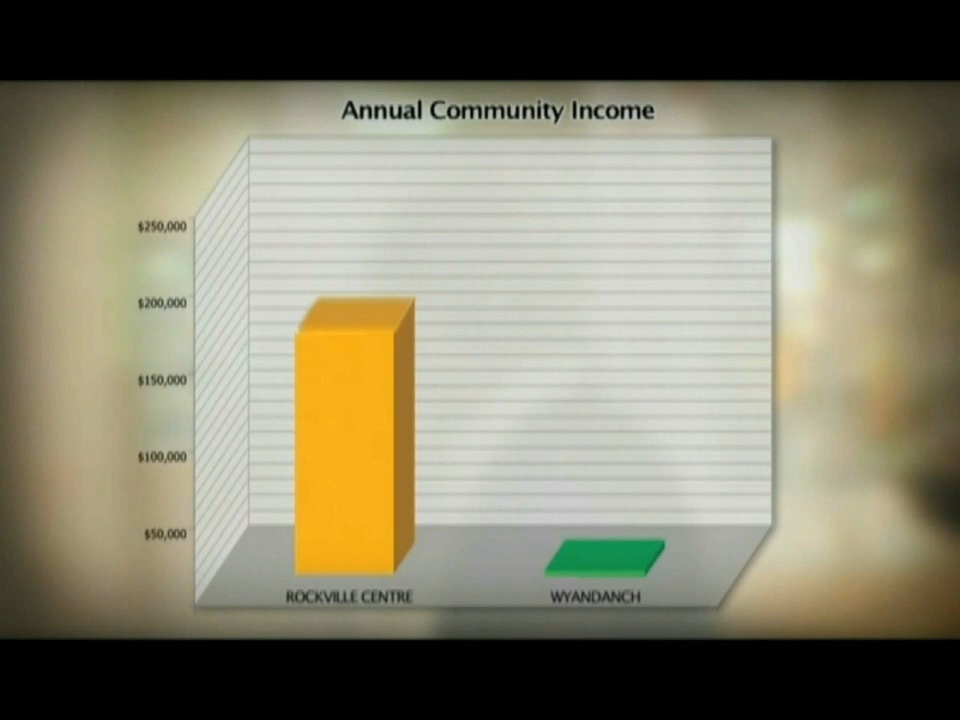 Annual Community Income
$250,000
$200,000
$150,000
$100,000
$50,000
ROCKVILLE CENTRE
WYANDANCH